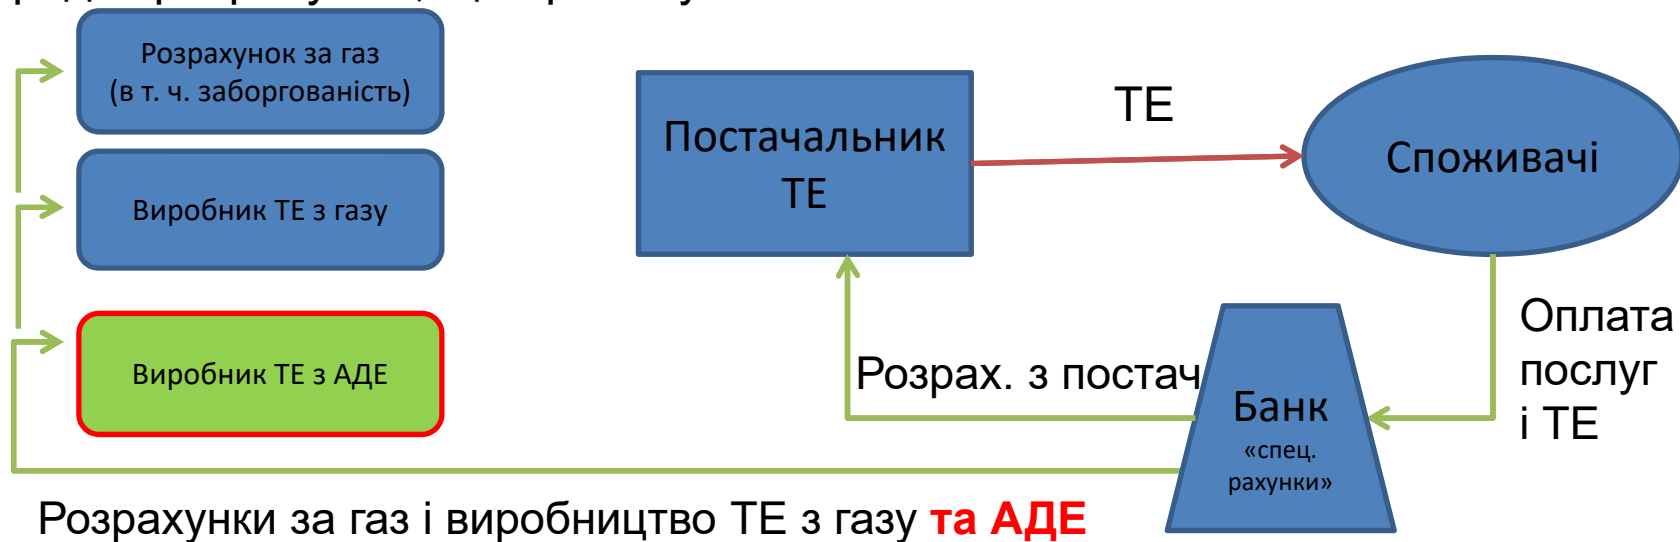 Розрахунок за газ
(в т. ч. заборгованість)
Виробник ТЕ з газу
Виробник ТЕ з АДЕ
Постачальник
ТЕ
ТЕ
Споживачі
Розрах. з постач
Банк
«спец.
рахунки»
Оплата
послуг
і ТЕ
Розрахунки за газ і виробництво ТЕ з газу та АДЕ